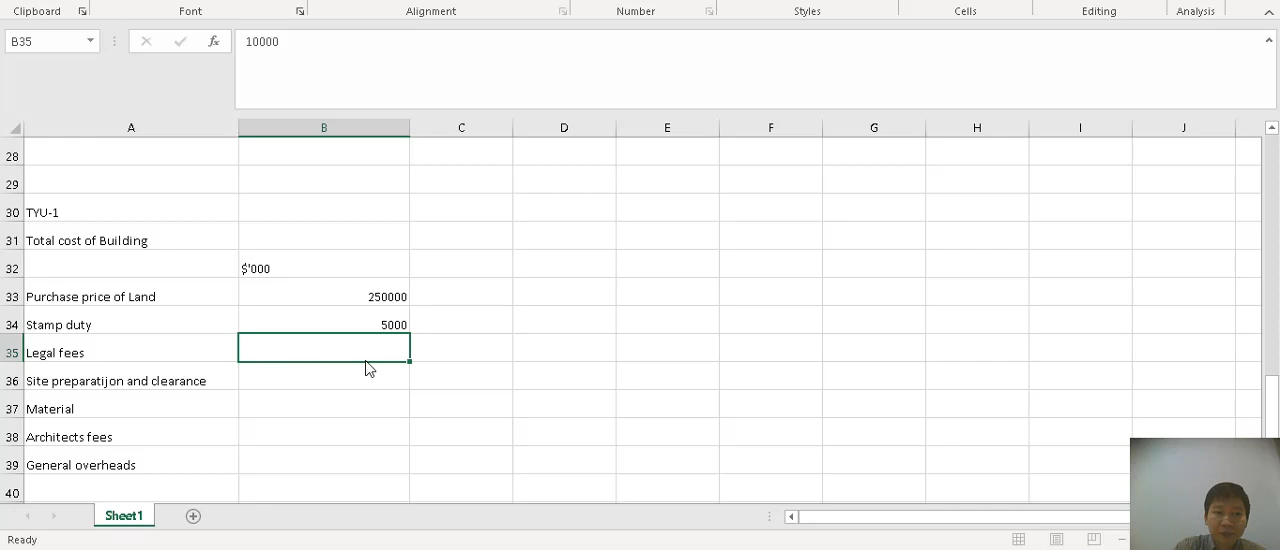 Clipboard Font Alignment Number Styles Cells Editing Analysis
B35 fx 10000
A B C D E F G H I J
28
29
30 TYU-1
31 Total cost of Building
32 $'000
33 Purchase price of Land 250000
34 Stamp duty 5000
35 Legal fees
36 Site preparatijon and clearance
37 Material
38 Architects fees
39 General overheads
40
Sheet1
Ready